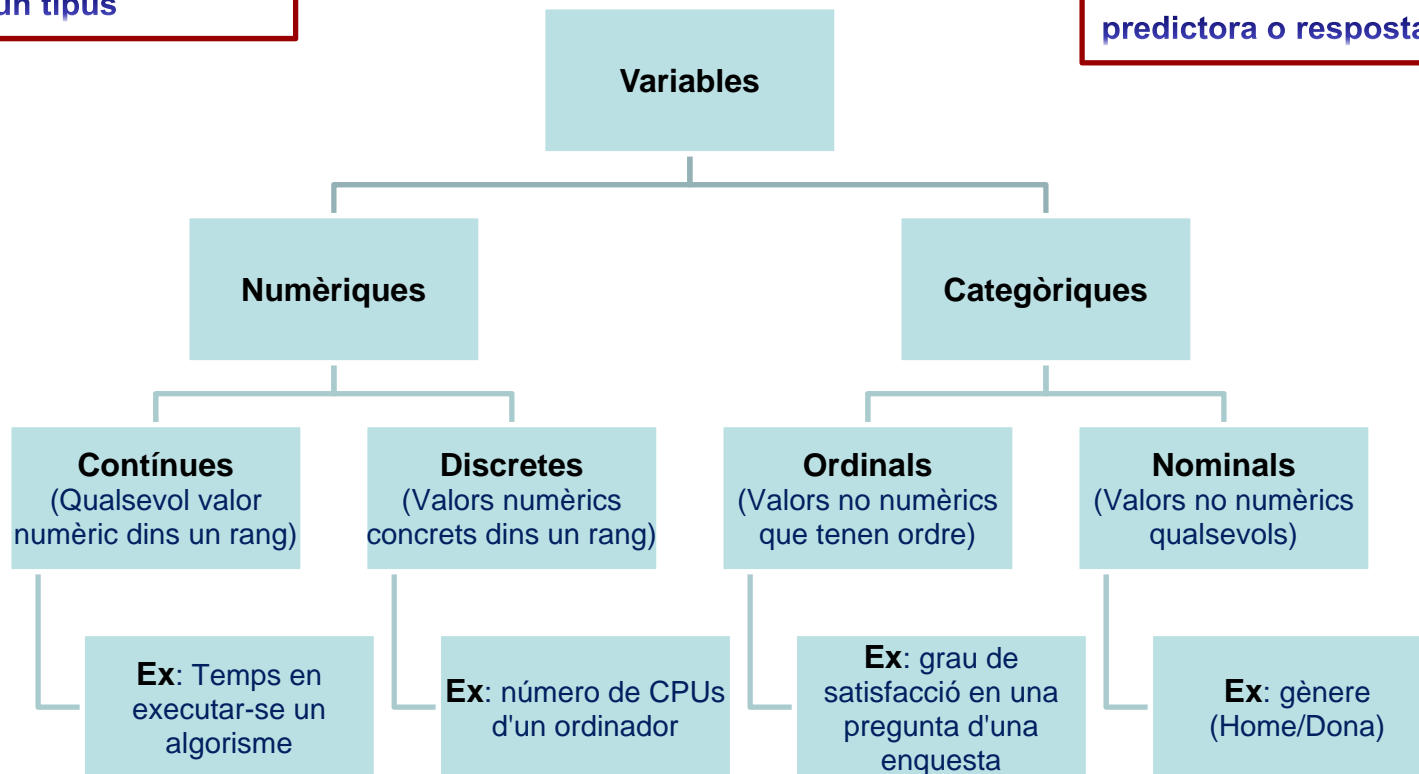 un tipus
predictora o resposta
Variables
Numèriques
Categòriques
Contínues
(Qualsevol valor
numèric dins un rang)
Discretes
(Valors numèrics
concrets dins un rang)
Ordinals
(Valors no numèrics
que tenen ordre)
Nominals
(Valors no numèrics
qualsevols)
Ex: Temps en
executar-se un
algorisme
Ex: número de CPUs
d'un ordinador
Ex: grau de
satisfacció en una
pregunta d'una
enquesta
Ex: gènere
(Home/Dona)